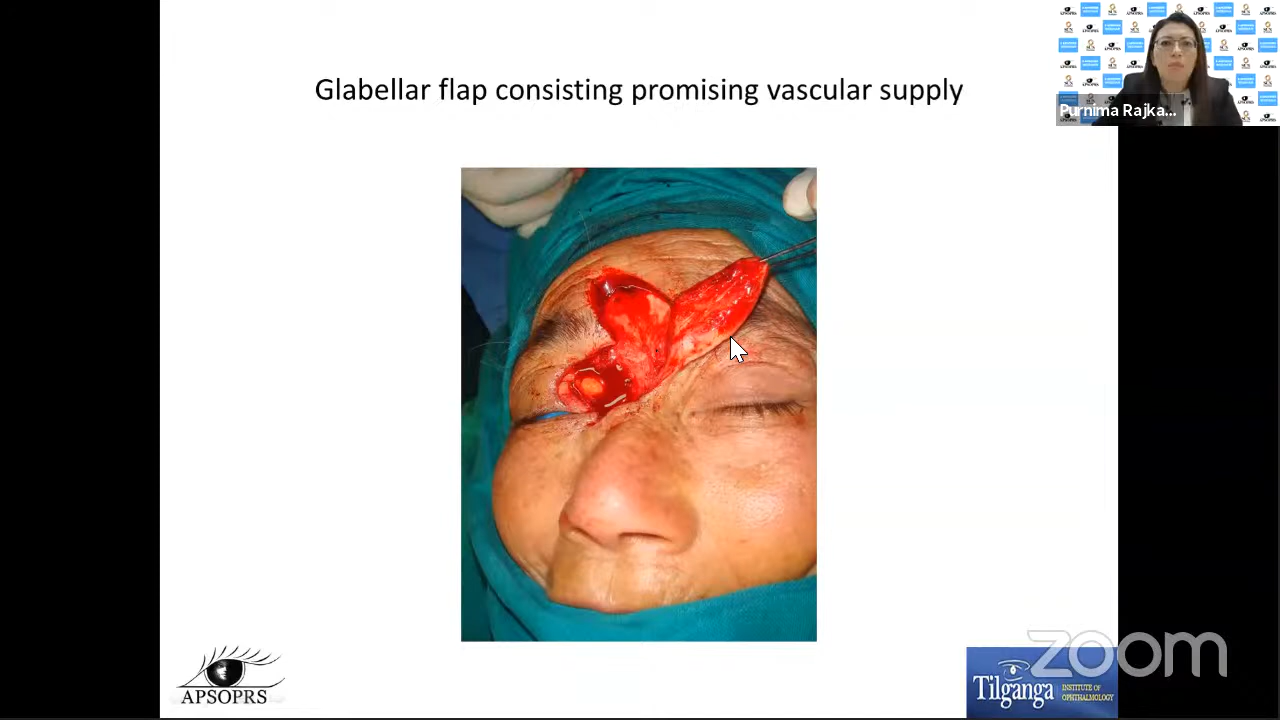 Glabellar flap consisting promising vascular supply
Purnima Rajka...
APSOPRS
Tilganga
INSTITUTE OF
OPHTHALMOLOGY
zoom